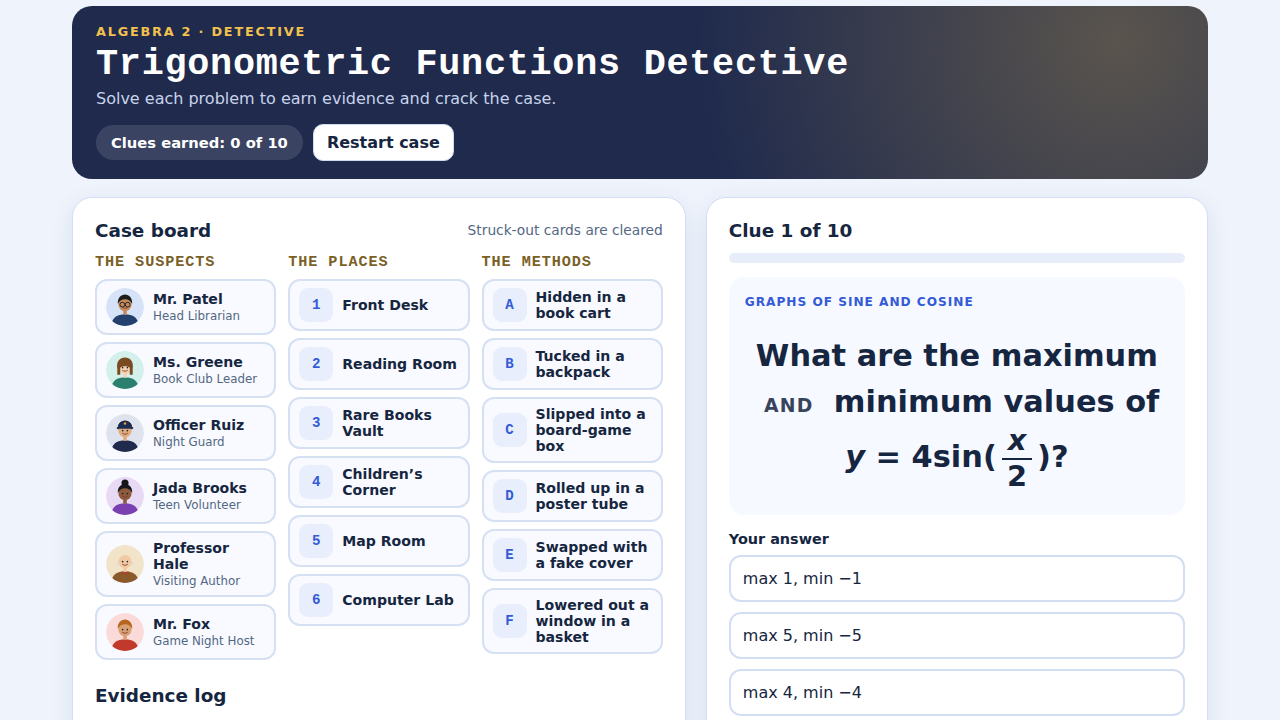 ALGEBRA 2 · DETECTIVE
Trigonometric Functions Detective
Solve each problem to earn evidence and crack the case.
Clues earned: 0 of 10
Restart case
Case board
Struck-out cards are cleared
THE SUSPECTS
Mr. Patel
Head Librarian
Ms. Greene
Book Club Leader
Officer Ruiz
Night Guard
Jada Brooks
Teen Volunteer
Professor
Hale
Visiting Author
Mr. Fox
Game Night Host
THE PLACES
1 Front Desk
2 Reading Room
3 Rare Books
Vault
4 Children’s
Corner
5 Map Room
6 Computer Lab
THE METHODS
A Hidden in a
book cart
B Tucked in a
backpack
C Slipped into a
board-game
box
D Rolled up in a
poster tube
E Swapped with
a fake cover
F Lowered out a
window in a
basket
Evidence log
Clue 1 of 10
GRAPHS OF SINE AND COSINE
What are the maximum
AND minimum values of
y = 4sin(x/2)?
Your answer
max 1, min −1
max 5, min −5
max 4, min −4